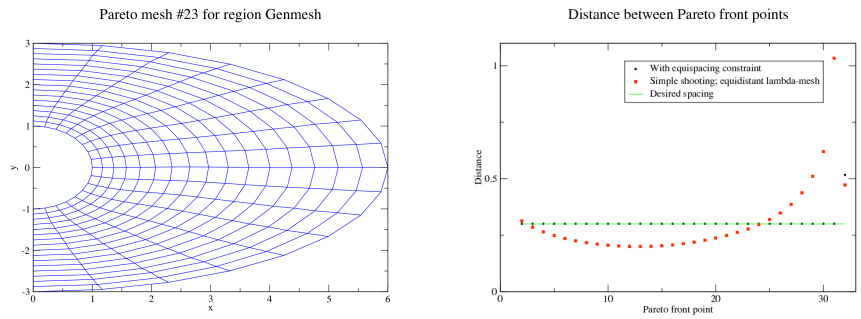 Pareto mesh #23 for region Genmesh
3
2
1
0
-1
-2
-3
y
0
1
2
3
4
5
6
x
Distance between Pareto front points
With equispacing constraint
Simple shooting; equidistant lambda-mesh
Desired spacing
1
0.5
0
Distance
0
10
20
30
Pareto front point